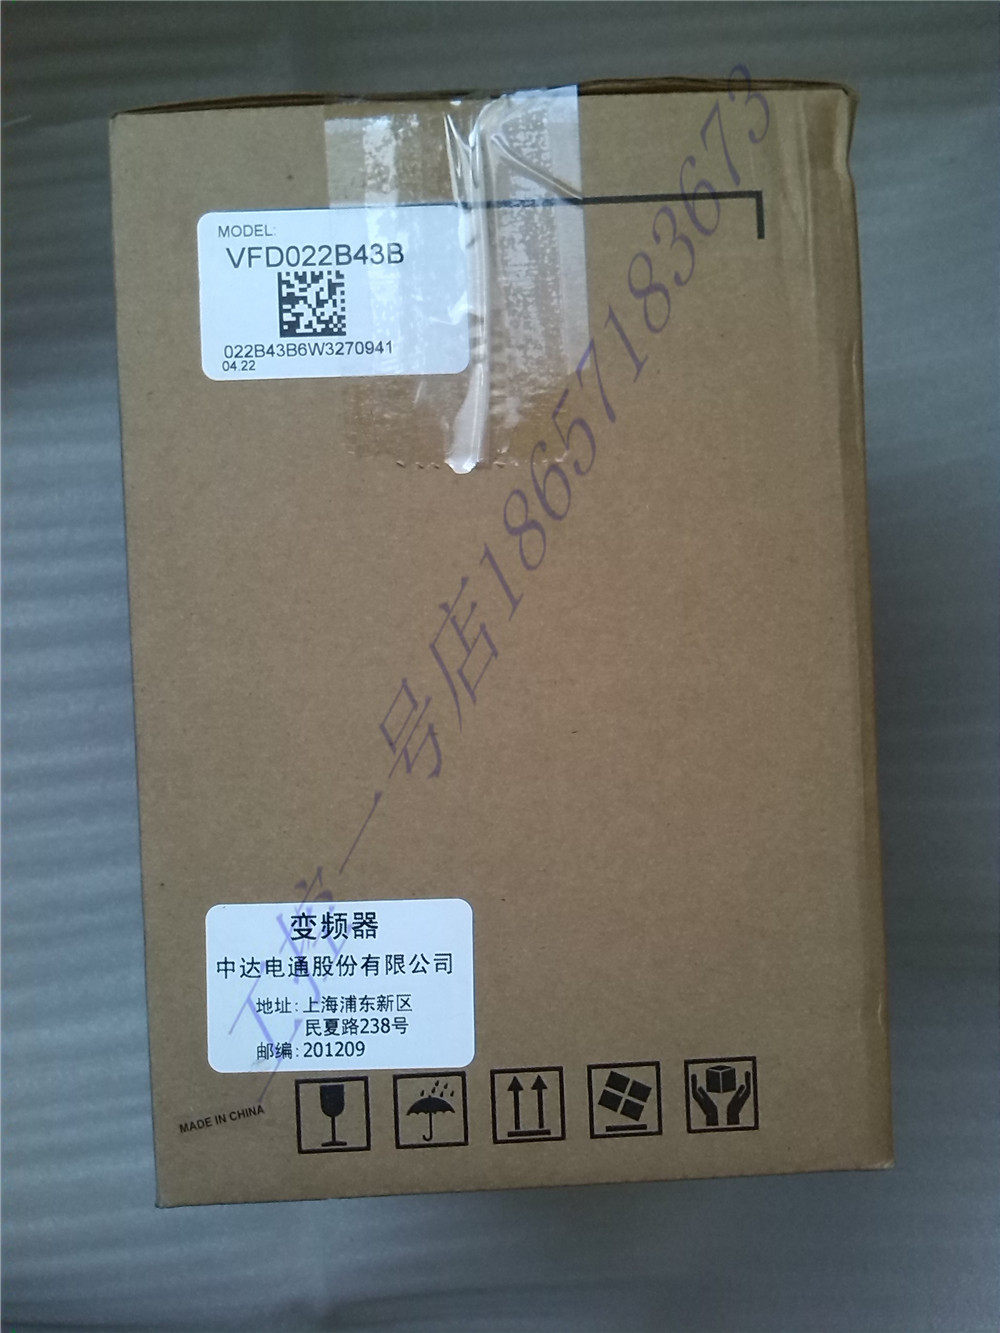 MODEL:
VFD022B43B
022B43B6W3270941
04.22
工控一号店18657183673
变频器
中达电通股份有限公司
地址:上海浦东新区
民夏路238号
邮编:201209
MADE IN CHINA